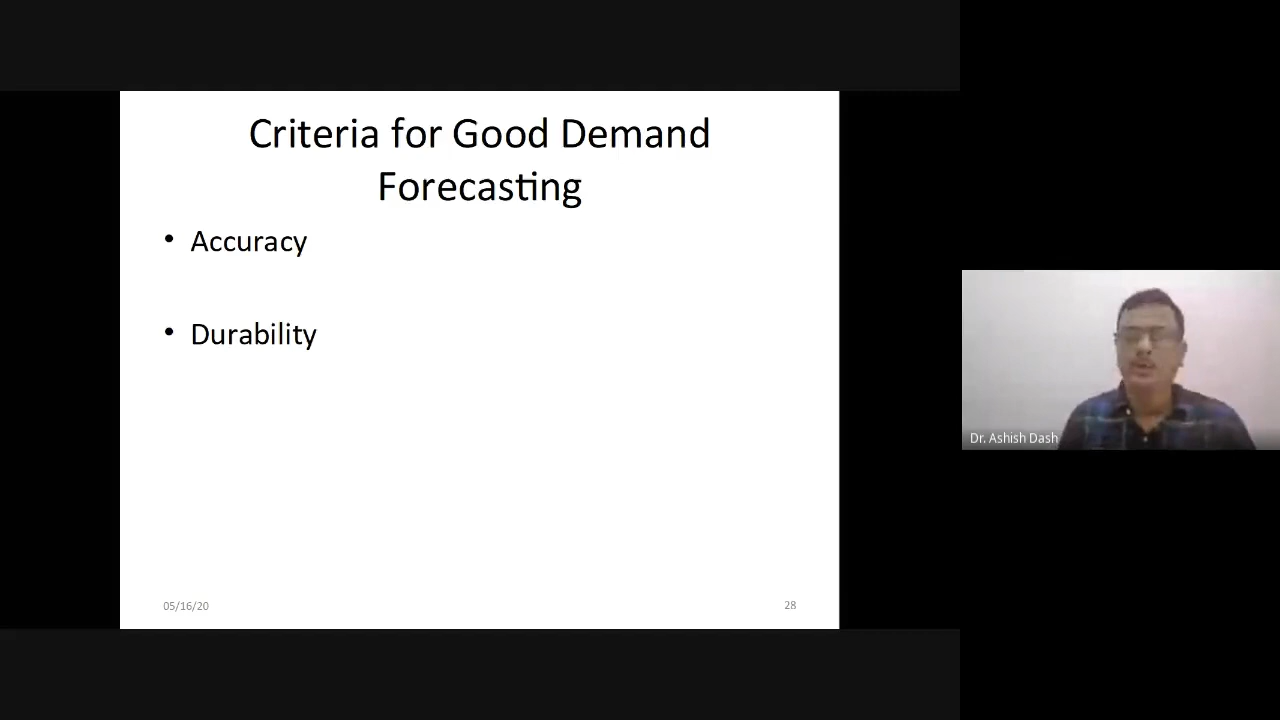 Criteria for Good Demand
Forecasting
• Accuracy
• Durability
05/16/20
28
Dr. Ashish Dash